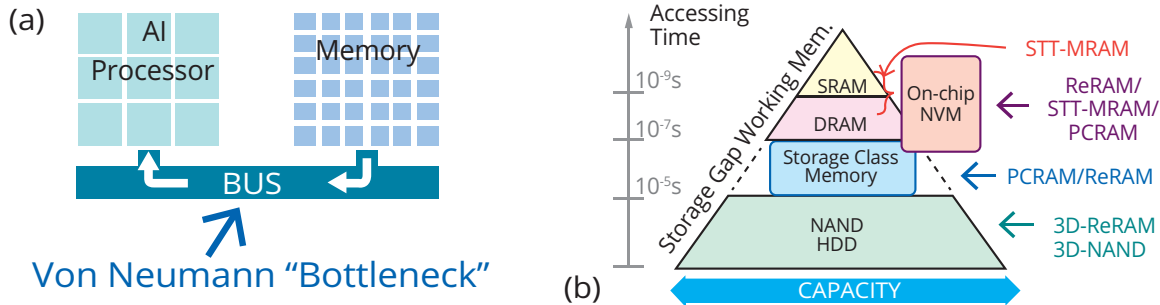 (a)
AI
Processor
Memory
BUS
Von Neumann “Bottleneck”
(b)
Accessing
Time
10⁻⁹s
10⁻⁷s
10⁻⁵s
Storage Gap Working Mem.
SRAM
DRAM
Storage Class
Memory
NAND
HDD
On-chip
NVM
STT-MRAM
ReRAM/
STT-MRAM/
PCRAM
PCRAM/ReRAM
3D-ReRAM
3D-NAND
CAPACITY